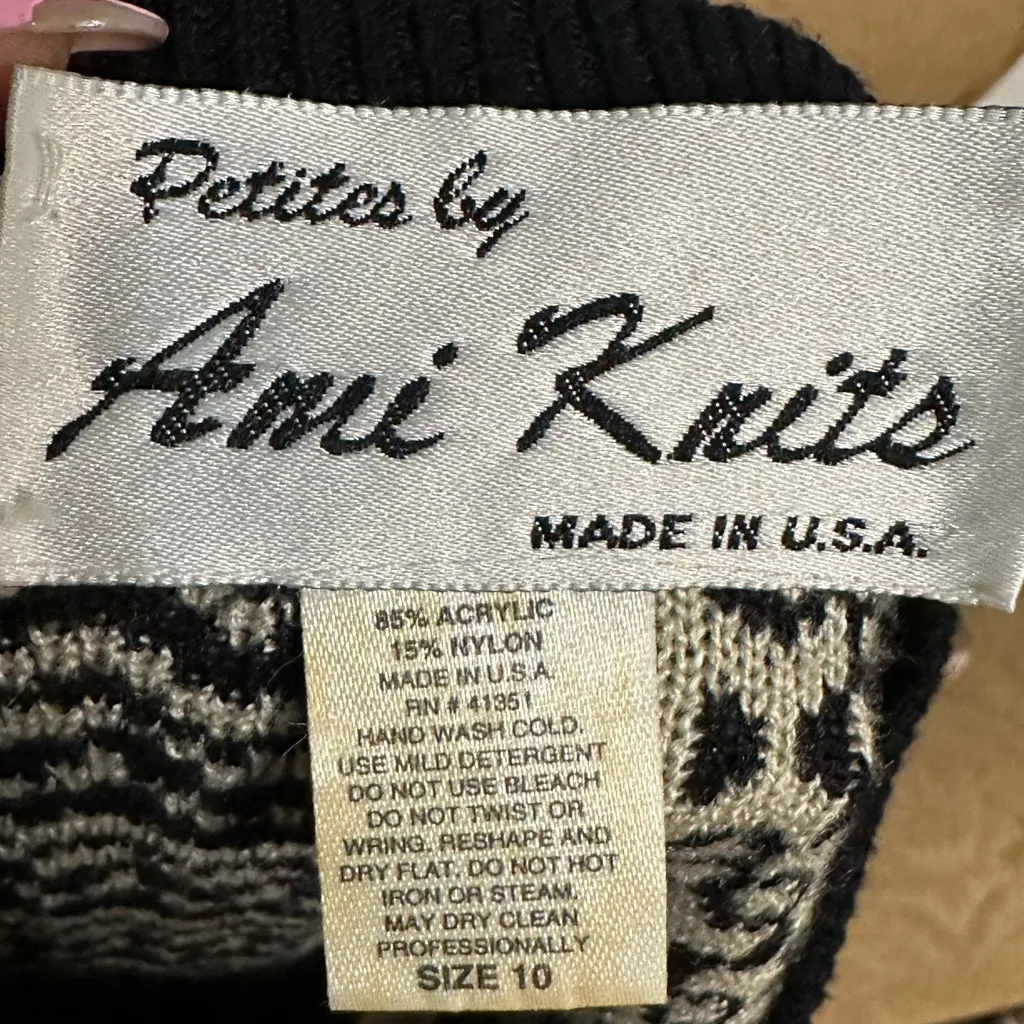 Petites by
Ami Knits
MADE IN U.S.A.
85% ACRYLIC
15% NYLON
MADE IN U.S.A.
RN # 41351
HAND WASH COLD.
USE MILD DETERGENT
DO NOT USE BLEACH
DO NOT TWIST OR
WRING. RESHAPE AND
DRY FLAT. DO NOT HOT
IRON OR STEAM.
MAY DRY CLEAN
PROFESSIONALLY
SIZE 10